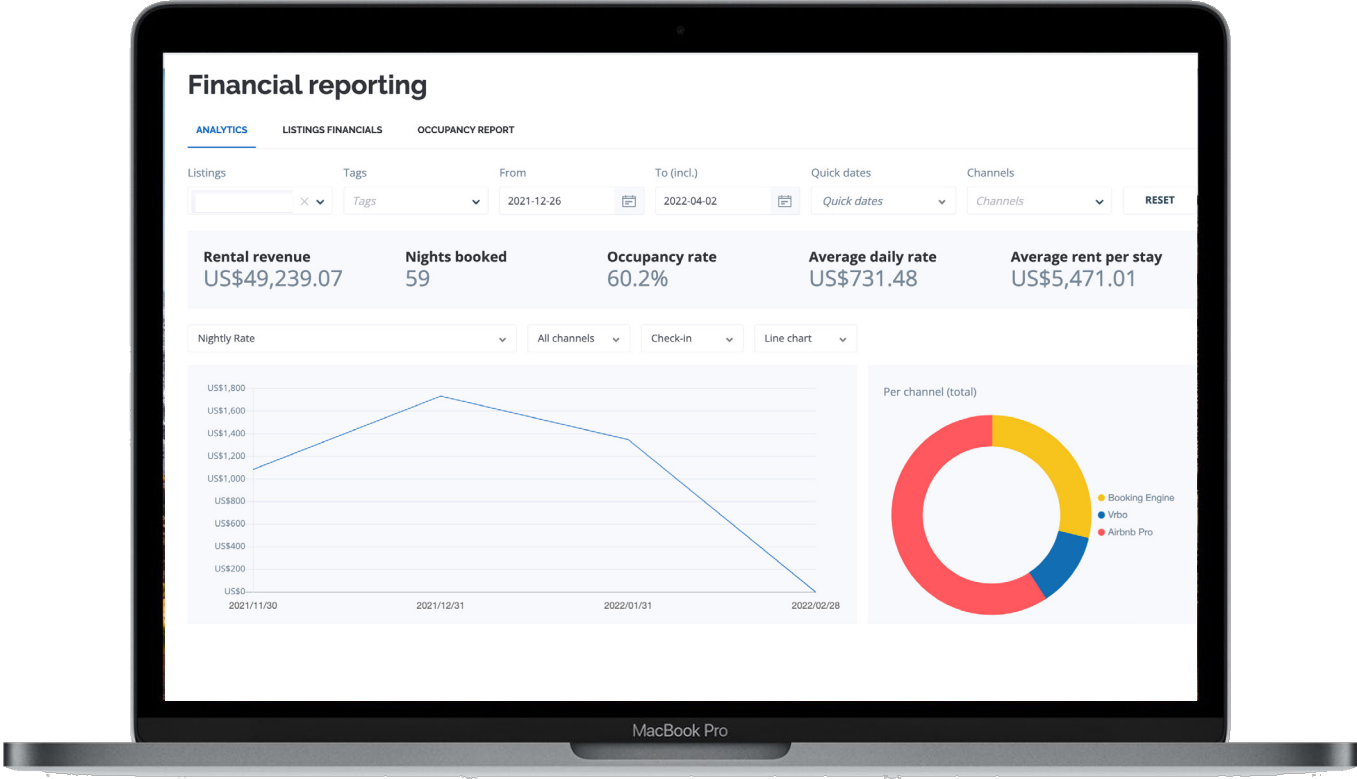 Financial reporting
ANALYTICS LISTINGS FINANCIALS OCCUPANCY REPORT
Listings Tags From To (incl.) Quick dates Channels
Tags 2021-12-26 2022-04-02 Quick dates Channels RESET
Rental revenue Nights booked Occupancy rate Average daily rate Average rent per stay
US$49,239.07 59 60.2% US$731.48 US$5,471.01
Nightly Rate All channels Check-in Line chart
US$1,800
US$1,600
US$1,400
US$1,200
US$1,000
US$800
US$600
US$400
US$200
US$0
2021/11/30 2021/12/31 2022/01/31 2022/02/28
Per channel (total)
Booking Engine
Vrbo
Airbnb Pro
MacBook Pro